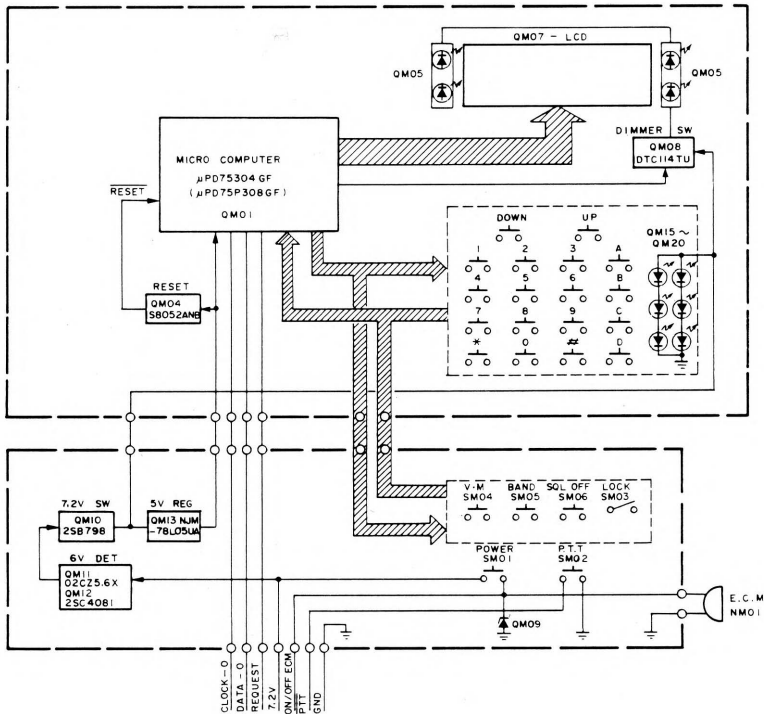 QM07 - LCD
QM05
QM05
DIMMER SW
QM08
DTC114TU
MICRO COMPUTER
µPD75304GF
(µPD75P308GF)
QM01
RESET
RESET
QM04
S8052ANB
DOWN UP
QM15~
QM20
1 2 3 A
4 5 6 B
7 8 9 C
* 0 # D
7.2V SW
QM10
2SB798
5V REG
QM13 NJM
-78L05UA
6V DET
QM11
02CZ5.6X
QM12
2SC4081
V·M BAND SQL OFF LOCK
SM04 SM05 SM06 SM03
POWER
SM01
P.T.T
SM02
QM09
E.C.M
NM01
CLOCK-O
DATA-O
REQUEST
7.2V
ON/OFF ECM
PTT
GND